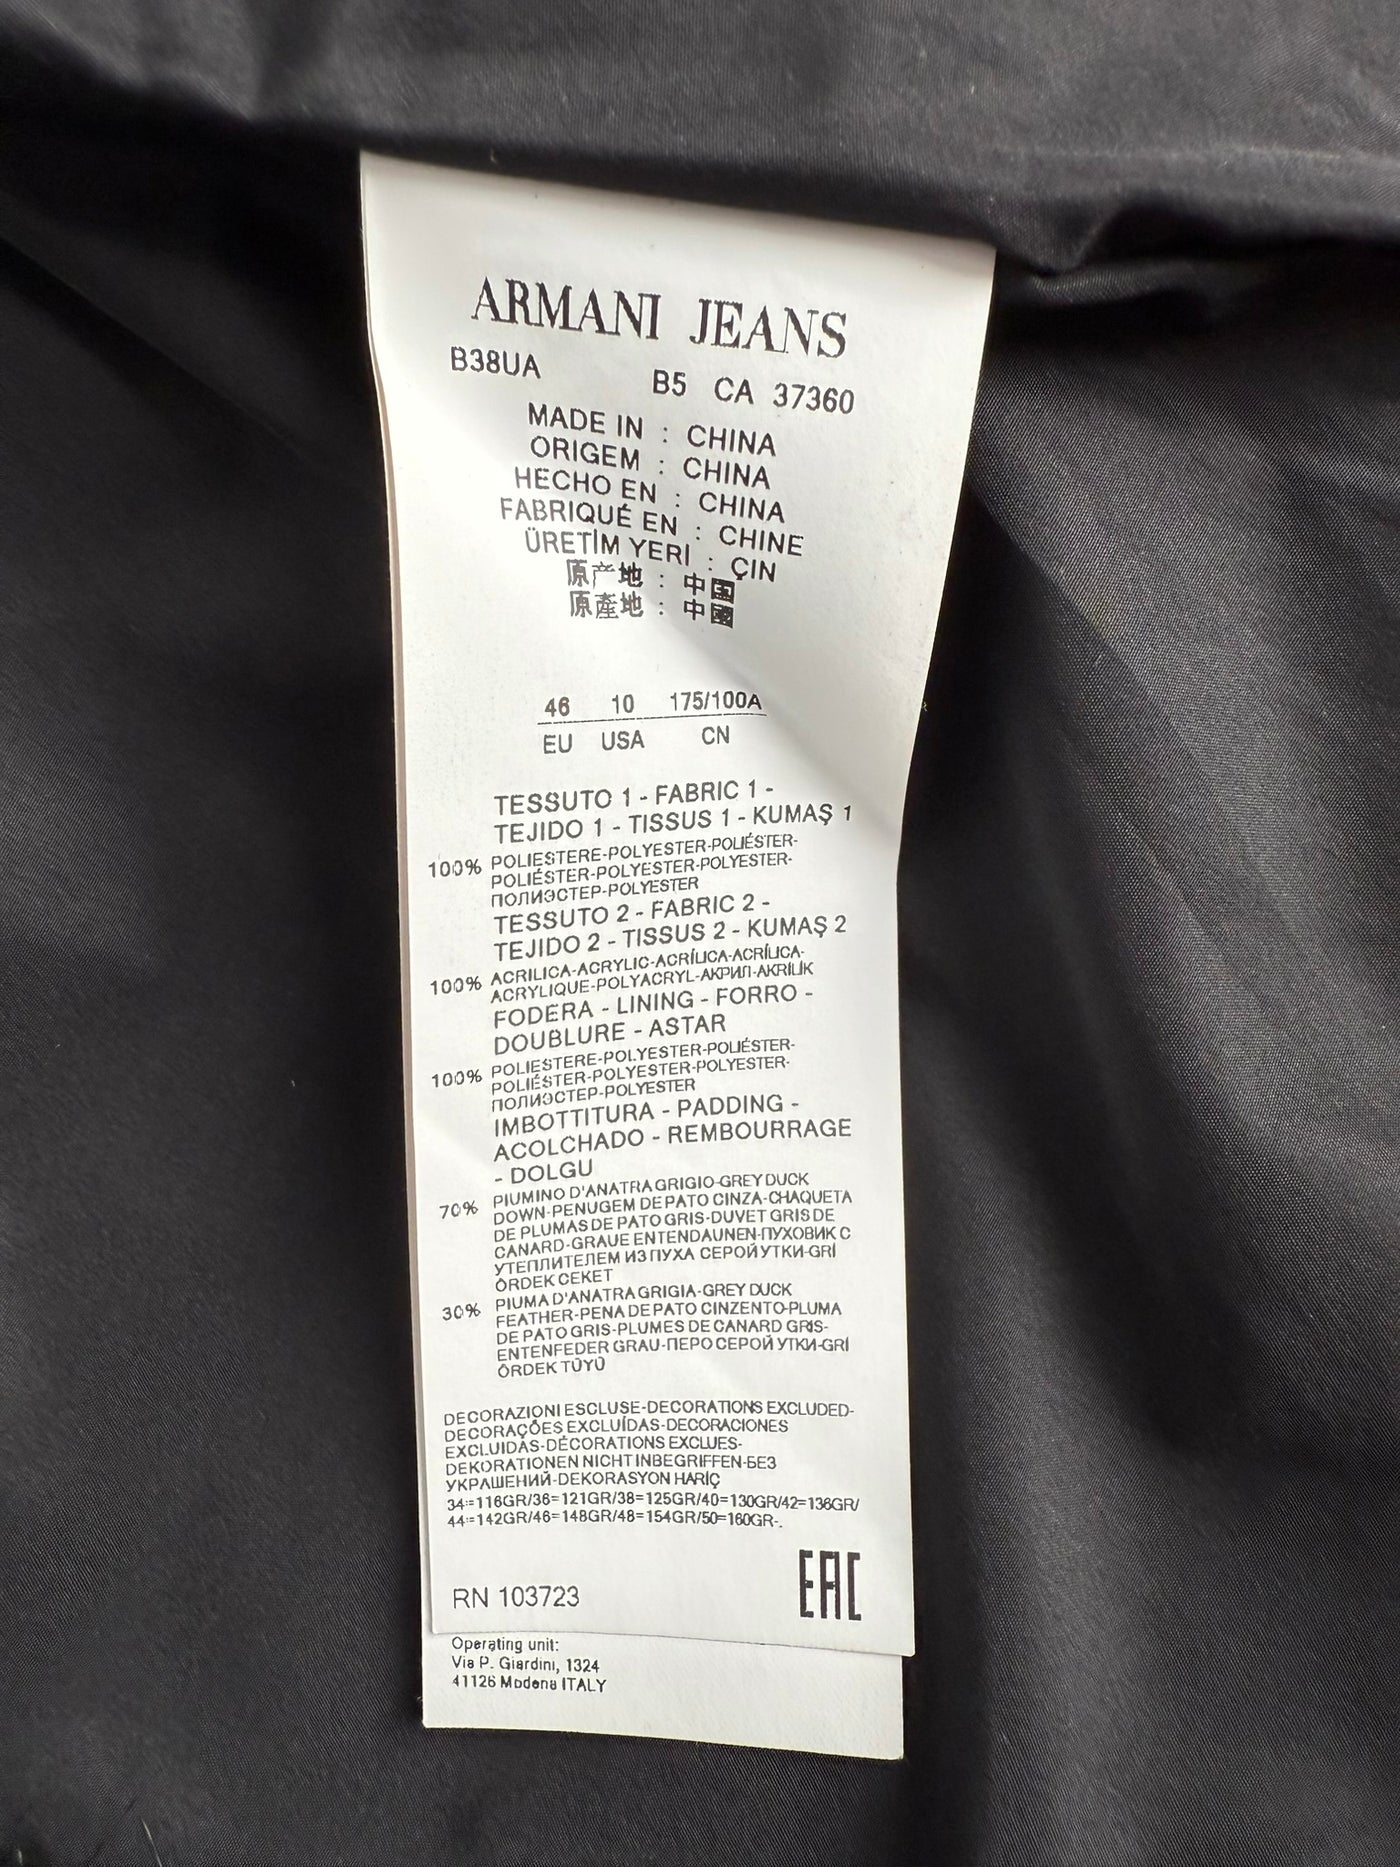 ARMANI JEANS
B38UA B5 CA 37360
MADE IN : CHINA
ORIGEM : CHINA
HECHO EN : CHINA
FABRIQUÉ EN : CHINE
ÜRETİM YERI : ÇIN
原产地 : 中国
原產地 : 中國
46 10 175/100A
EU USA CN
TESSUTO 1 - FABRIC 1 -
TEJIDO 1 - TISSUS 1 - KUMAŞ 1
100% POLIESTERE-POLYESTER-POLIÉSTER-
POLIÉSTER-POLYESTER-POLYESTER-
ПОЛИЭСТЕР-POLYESTER
TESSUTO 2 - FABRIC 2 -
TEJIDO 2 - TISSUS 2 - KUMAŞ 2
100% ACRILICA-ACRYLIC-ACRÍLICA-ACRÍLICA-
ACRYLIQUE-POLYACRYL-АКРИЛ-AKRİLİK
FODERA - LINING - FORRO -
DOUBLURE - ASTAR
100% POLIESTERE-POLYESTER-POLIÉSTER-
POLIÉSTER-POLYESTER-POLYESTER-
ПОЛИЭСТЕР-POLYESTER
IMBOTTITURA - PADDING -
ACOLCHADO - REMBOURRAGE
- DOLGU
70% PIUMINO D'ANATRA GRIGIO-GREY DUCK
DOWN-PENUGEM DE PATO CINZA-CHAQUETA
DE PLUMAS DE PATO GRIS-DUVET GRIS DE
CANARD-GRAUE ENTENDAUNEN-ПУХОВИК С
УТЕПЛИТЕЛЕМ ИЗ ПУХА СЕРОЙ УТКИ-GRİ
ÖRDEK CEKET
30% PIUMA D'ANATRA GRIGIA-GREY DUCK
FEATHER-PENA DE PATO CINZENTO-PLUMA
DE PATO GRIS-PLUMES DE CANARD GRIS-
ENTENFEDER GRAU-ПЕРО СЕРОЙ УТКИ-GRİ
ÖRDEK TÜYÜ
DECORAZIONI ESCLUSE-DECORATIONS EXCLUDED-
DECORAÇÕES EXCLUÍDAS-DECORACIONES
EXCLUIDAS-DÉCORATIONS EXCLUES-
DEKORATIONEN NICHT INBEGRIFFEN-БЕЗ
УКРАШЕНИЙ-DEKORASYON HARİÇ
34=116GR/36=121GR/38=125GR/40=130GR/42=136GR/
44=142GR/46=148GR/48=154GR/50=160GR-.
RN 103723 EAC
Operating unit:
Via P. Giardini, 1324
41126 Modena ITALY